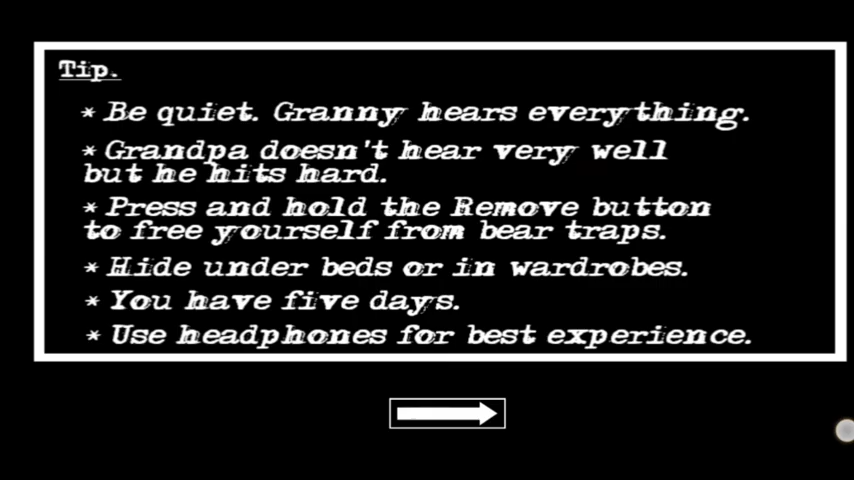 Tip.
* Be quiet. Granny hears everything.
* Grandpa doesn't hear very well
but he hits hard.
* Press and hold the Remove button
to free yourself from bear traps.
* Hide under beds or in wardrobes.
* You have five days.
* Use headphones for best experience.